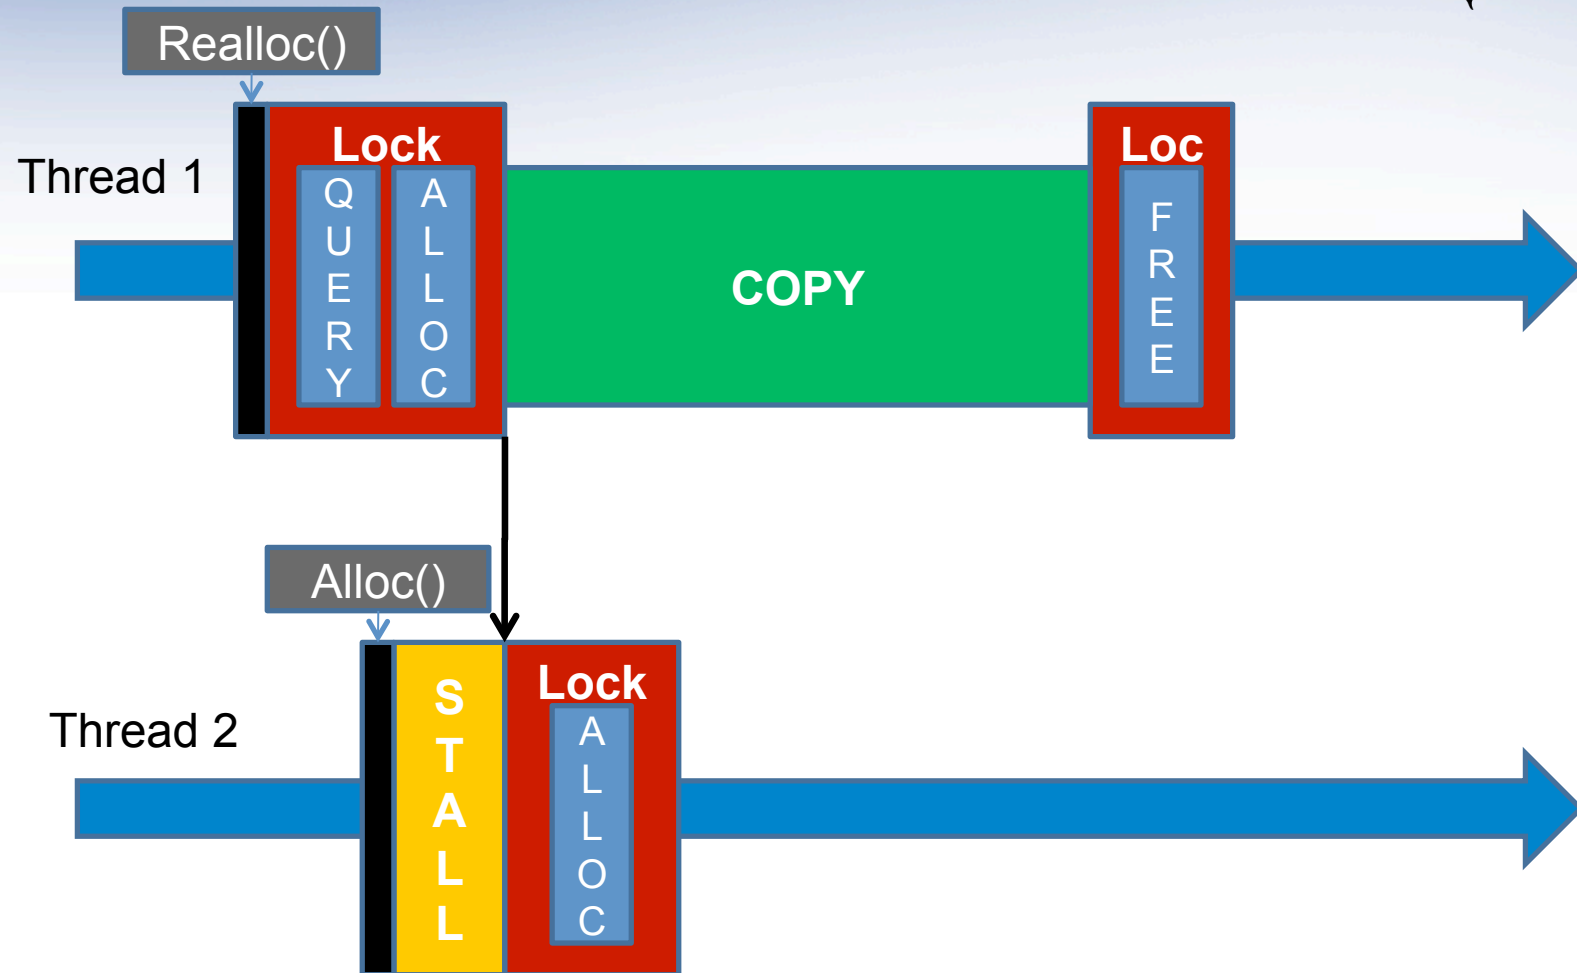 Realloc()
Thread 1
Lock
QUERY
ALLOC
COPY
Loc
FREE
Alloc()
Thread 2
STALL
Lock
ALLOC